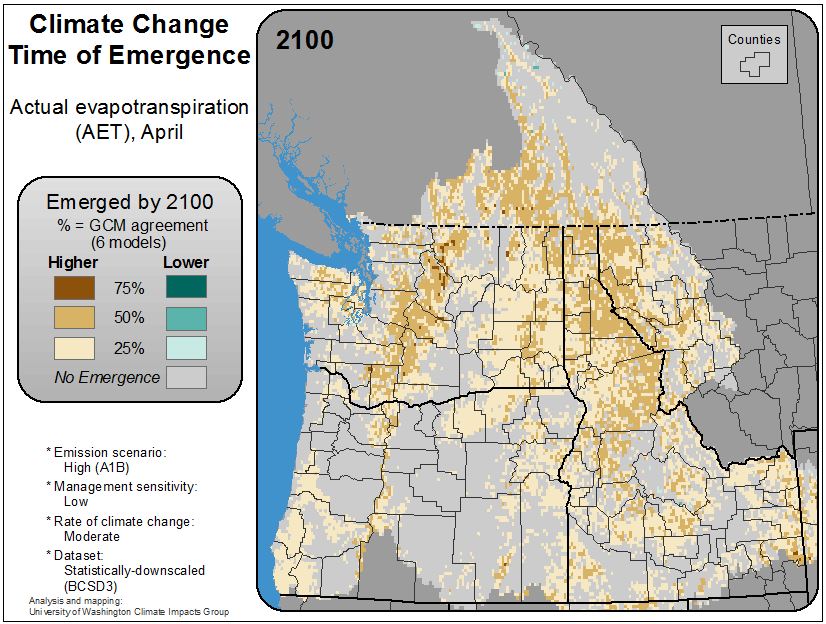 Climate Change
Time of Emergence
Actual evapotranspiration
(AET), April
2100
Counties
Emerged by 2100
% = GCM agreement
(6 models)
Higher Lower
75%
50%
25%
No Emergence
* Emission scenario:
High (A1B)
* Management sensitivity:
Low
* Rate of climate change:
Moderate
* Dataset:
Statistically-downscaled
(BCSD3)
Analysis and mapping:
University of Washington Climate Impacts Group